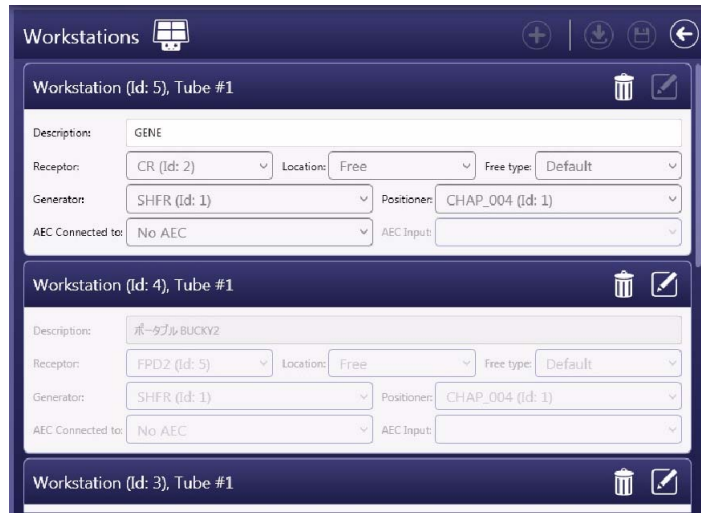 Workstations
Workstation (Id: 5), Tube #1
Description: GENE
Receptor: CR (Id: 2) Location: Free Free type: Default
Generator: SHFR (Id: 1) Positioner: CHAP_004 (Id: 1)
AEC Connected to: No AEC AEC Input:
Workstation (Id: 4), Tube #1
Description: ポータブル BUCKY2
Receptor: FPD2 (Id: 5) Location: Free Free type: Default
Generator: SHFR (Id: 1) Positioner: CHAP_004 (Id: 1)
AEC Connected to: No AEC AEC Input:
Workstation (Id: 3), Tube #1